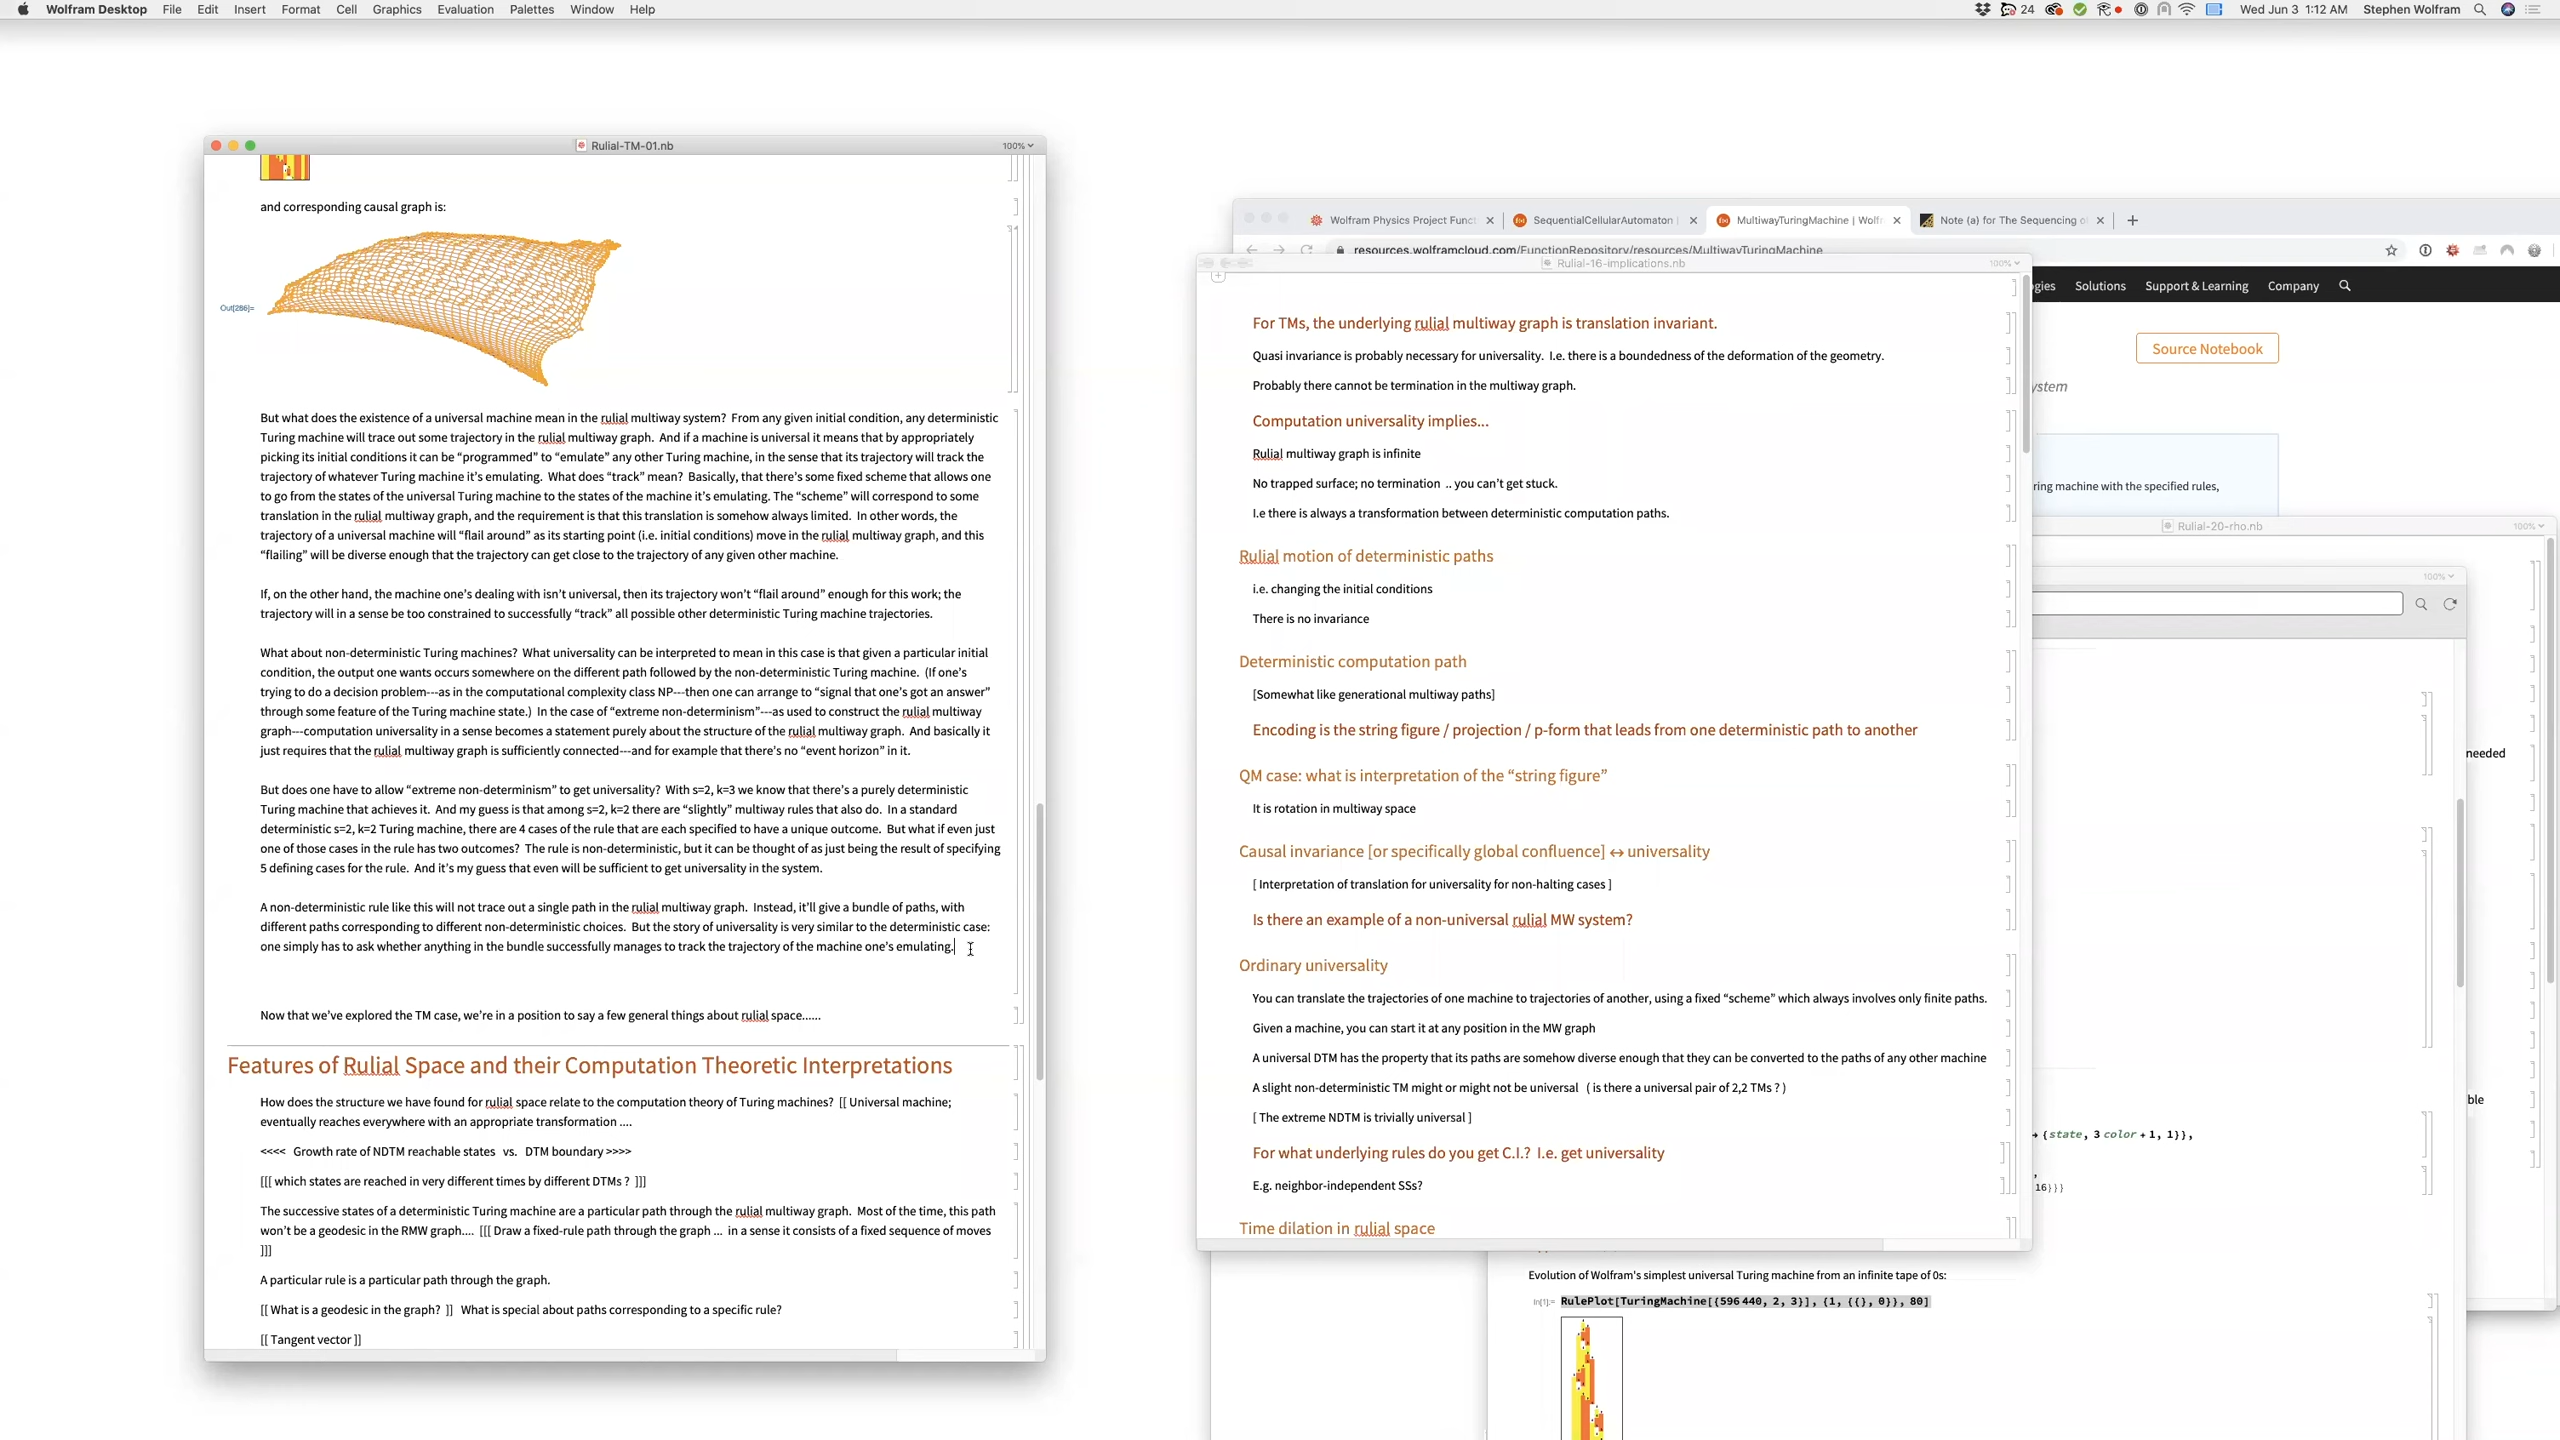 Wolfram Desktop File Edit Insert Format Cell Graphics Evaluation Palettes Window Help
24 Wed Jun 3 1:12 AM Stephen Wolfram
Rulial-TM-01.nb 100%
and corresponding causal graph is:
Out[286]=
But what does the existence of a universal machine mean in the rulial multiway system? From any given initial condition, any deterministic
Turing machine will trace out some trajectory in the rulial multiway graph. And if a machine is universal it means that by appropriately
picking its initial conditions it can be “programmed” to “emulate” any other Turing machine, in the sense that its trajectory will track the
trajectory of whatever Turing machine it’s emulating. What does “track” mean? Basically, that there’s some fixed scheme that allows one
to go from the states of the universal Turing machine to the states of the machine it’s emulating. The “scheme” will correspond to some
translation in the rulial multiway graph, and the requirement is that this translation is somehow always limited. In other words, the
trajectory of a universal machine will “flail around” as its starting point (i.e. initial conditions) move in the rulial multiway graph, and this
“flailing” will be diverse enough that the trajectory can get close to the trajectory of any given other machine.
If, on the other hand, the machine one’s dealing with isn’t universal, then its trajectory won’t “flail around” enough for this work; the
trajectory will in a sense be too constrained to successfully “track” all possible other deterministic Turing machine trajectories.
What about non-deterministic Turing machines? What universality can be interpreted to mean in this case is that given a particular initial
condition, the output one wants occurs somewhere on the different path followed by the non-deterministic Turing machine. (If one’s
trying to do a decision problem---as in the computational complexity class NP---then one can arrange to “signal that one’s got an answer”
through some feature of the Turing machine state.) In the case of “extreme non-determinism”---as used to construct the rulial multiway
graph---computation universality in a sense becomes a statement purely about the structure of the rulial multiway graph. And basically it
just requires that the rulial multiway graph is sufficiently connected---and for example that there’s no “event horizon” in it.
But does one have to allow “extreme non-determinism” to get universality? With s=2, k=3 we know that there’s a purely deterministic
Turing machine that achieves it. And my guess is that among s=2, k=2 there are “slightly” multiway rules that also do. In a standard
deterministic s=2, k=2 Turing machine, there are 4 cases of the rule that are each specified to have a unique outcome. But what if even just
one of those cases in the rule has two outcomes? The rule is non-deterministic, but it can be thought of as just being the result of specifying
5 defining cases for the rule. And it’s my guess that even will be sufficient to get universality in the system.
A non-deterministic rule like this will not trace out a single path in the rulial multiway graph. Instead, it’ll give a bundle of paths, with
different paths corresponding to different non-deterministic choices. But the story of universality is very similar to the deterministic case:
one simply has to ask whether anything in the bundle successfully manages to track the trajectory of the machine one’s emulating.
Now that we’ve explored the TM case, we’re in a position to say a few general things about rulial space......
Features of Rulial Space and their Computation Theoretic Interpretations
How does the structure we have found for rulial space relate to the computation theory of Turing machines? [[ Universal machine;
eventually reaches everywhere with an appropriate transformation ....
<<<< Growth rate of NDTM reachable states vs. DTM boundary >>>>
[[[ which states are reached in very different times by different DTMs ? ]]]
The successive states of a deterministic Turing machine are a particular path through the rulial multiway graph. Most of the time, this path
won’t be a geodesic in the RMW graph.... [[[ Draw a fixed-rule path through the graph ... in a sense it consists of a fixed sequence of moves
]]]
A particular rule is a particular path through the graph.
[[ What is a geodesic in the graph? ]] What is special about paths corresponding to a specific rule?
[[ Tangent vector ]]
Wolfram Physics Project Funct SequentialCellularAutomaton | MultiwayTuringMachine | Wolfr Note (a) for The Sequencing o
resources.wolframcloud.com/FunctionRepository/resources/MultiwayTuringMachine
Rulial-16-implications.nb 100%
For TMs, the underlying rulial multiway graph is translation invariant.
Quasi invariance is probably necessary for universality. I.e. there is a boundedness of the deformation of the geometry.
Probably there cannot be termination in the multiway graph.
Computation universality implies...
Rulial multiway graph is infinite
No trapped surface; no termination .. you can’t get stuck.
I.e there is always a transformation between deterministic computation paths.
Rulial motion of deterministic paths
i.e. changing the initial conditions
There is no invariance
Deterministic computation path
[Somewhat like generational multiway paths]
Encoding is the string figure / projection / p-form that leads from one deterministic path to another
QM case: what is interpretation of the “string figure”
It is rotation in multiway space
Causal invariance [or specifically global confluence] ↔ universality
[ Interpretation of translation for universality for non-halting cases ]
Is there an example of a non-universal rulial MW system?
Ordinary universality
You can translate the trajectories of one machine to trajectories of another, using a fixed “scheme” which always involves only finite paths.
Given a machine, you can start it at any position in the MW graph
A universal DTM has the property that its paths are somehow diverse enough that they can be converted to the paths of any other machine
A slight non-deterministic TM might or might not be universal ( is there a universal pair of 2,2 TMs ? )
[ The extreme NDTM is trivially universal ]
For what underlying rules do you get C.I.? I.e. get universality
E.g. neighbor-independent SSs?
Time dilation in rulial space
gies Solutions Support & Learning Company
Source Notebook
ystem
ring machine with the specified rules,
Rulial-20-rho.nb 100%
100%
needed
ble
→ {state, 3 color + 1, 1}},
,
16}}}
Evolution of Wolfram's simplest universal Turing machine from an infinite tape of 0s:
In[1]:= RulePlot[TuringMachine[{596 440, 2, 3}], {1, {{}, 0}}, 80]